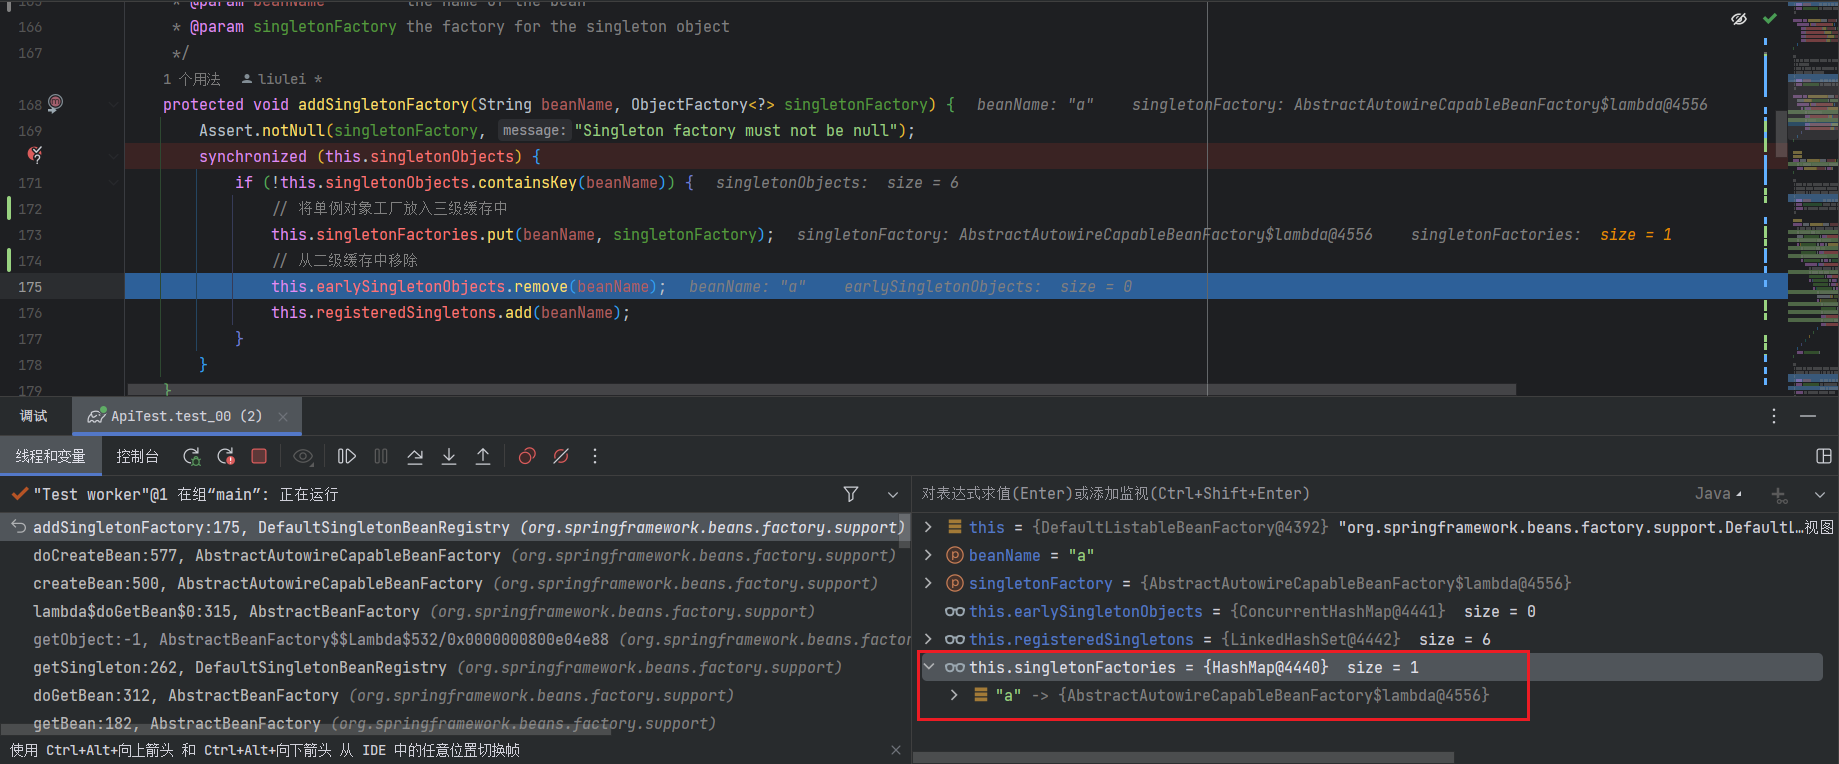 165 * @param beanName the name of the bean
166 * @param singletonFactory the factory for the singleton object
167 */
1 个用法 liulei *
168 protected void addSingletonFactory(String beanName, ObjectFactory<?> singletonFactory) { beanName: "a" singletonFactory: AbstractAutowireCapableBeanFactory$lambda@4556
169 Assert.notNull(singletonFactory, message: "Singleton factory must not be null");
synchronized (this.singletonObjects) {
171 if (!this.singletonObjects.containsKey(beanName)) { singletonObjects: size = 6
172 // 将单例对象工厂放入三级缓存中
173 this.singletonFactories.put(beanName, singletonFactory); singletonFactory: AbstractAutowireCapableBeanFactory$lambda@4556 singletonFactories: size = 1
174 // 从二级缓存中移除
175 this.earlySingletonObjects.remove(beanName); beanName: "a" earlySingletonObjects: size = 0
176 this.registeredSingletons.add(beanName);
177 }
178 }
179 }
调试 ApiTest.test_00 (2)
线程和变量 控制台
"Test worker"@1 在组“main”: 正在运行
addSingletonFactory:175, DefaultSingletonBeanRegistry (org.springframework.beans.factory.support)
doCreateBean:577, AbstractAutowireCapableBeanFactory (org.springframework.beans.factory.support)
createBean:500, AbstractAutowireCapableBeanFactory (org.springframework.beans.factory.support)
lambda$doGetBean$0:315, AbstractBeanFactory (org.springframework.beans.factory.support)
getObject:-1, AbstractBeanFactory$$Lambda$532/0x0000000800e04e88 (org.springframework.beans.factor
getSingleton:262, DefaultSingletonBeanRegistry (org.springframework.beans.factory.support)
doGetBean:312, AbstractBeanFactory (org.springframework.beans.factory.support)
getBean:182, AbstractBeanFactory (org.springframework.beans.factory.support)
使用 Ctrl+Alt+向上箭头 和 Ctrl+Alt+向下箭头 从 IDE 中的任意位置切换帧
对表达式求值(Enter)或添加监视(Ctrl+Shift+Enter) Java
this = {DefaultListableBeanFactory@4392} "org.springframework.beans.factory.support.DefaultL…视图
beanName = "a"
singletonFactory = {AbstractAutowireCapableBeanFactory$lambda@4556}
this.earlySingletonObjects = {ConcurrentHashMap@4441} size = 0
this.registeredSingletons = {LinkedHashSet@4442} size = 6
this.singletonFactories = {HashMap@4440} size = 1
"a" -> {AbstractAutowireCapableBeanFactory$lambda@4556}